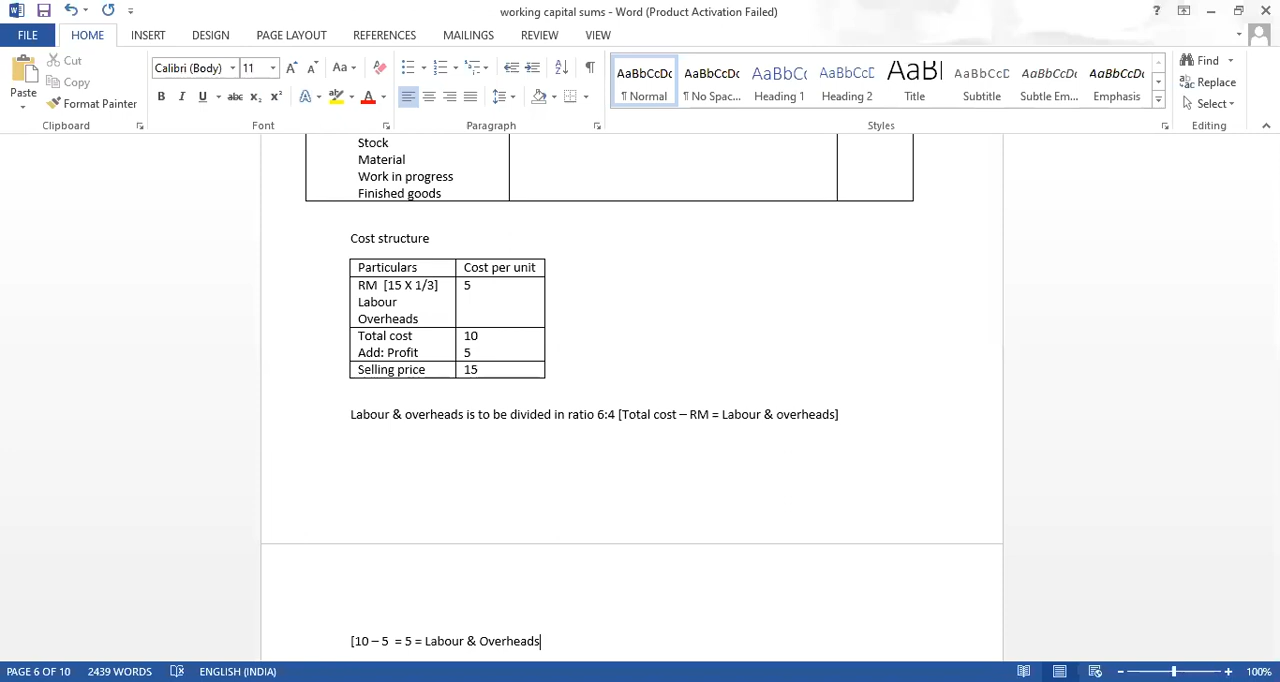 working capital sums - Word (Product Activation Failed)
FILE HOME INSERT DESIGN PAGE LAYOUT REFERENCES MAILINGS REVIEW VIEW
Paste
Cut
Copy
Format Painter
Clipboard
Calibri (Body) 11
Font
Paragraph
AaBbCcDc AaBbCcDc AaBbC( AaBbCcD AaBl AaBbCcD AaBbCcDc AaBbCcDc
¶ Normal ¶ No Spac... Heading 1 Heading 2 Title Subtitle Subtle Em... Emphasis
Styles
Find
Replace
Select
Editing
Stock
Material
Work in progress
Finished goods
Cost structure
Particulars Cost per unit
RM [15 X 1/3] 5
Labour
Overheads
Total cost 10
Add: Profit 5
Selling price 15
Labour & overheads is to be divided in ratio 6:4 [Total cost – RM = Labour & overheads]
[10 – 5 = 5 = Labour & Overheads
PAGE 6 OF 10 2439 WORDS ENGLISH (INDIA) 100%